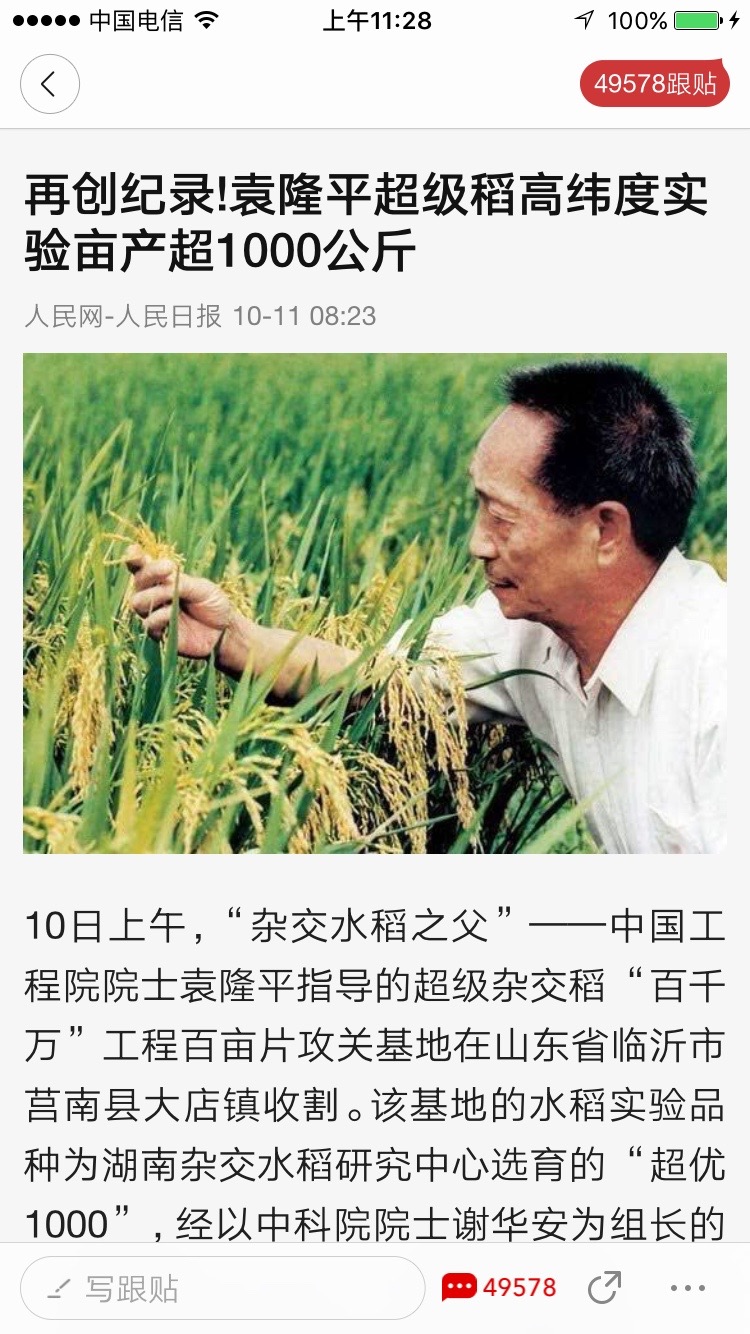 中国电信 上午11:28 100%
49578跟贴
再创纪录!袁隆平超级稻高纬度实
验亩产超1000公斤
人民网-人民日报 10-11 08:23
10日上午，“杂交水稻之父”——中国工
程院院士袁隆平指导的超级杂交稻“百千
万”工程百亩片攻关基地在山东省临沂市
莒南县大店镇收割。该基地的水稻实验品
种为湖南杂交水稻研究中心选育的“超优
1000”，经以中科院院士谢华安为组长的
写跟贴 49578